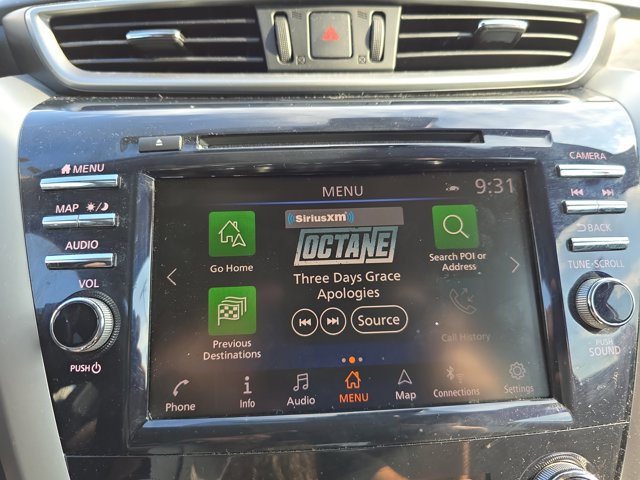 MENU
MAP
AUDIO
VOL
PUSH
MENU
9:31
Go Home
SiriusXm
OCTANE
Three Days Grace
Apologies
Source
Search POI or
Address
Previous
Destinations
Call History
Phone
Info
Audio
MENU
Map
Connections
Settings
CAMERA
BACK
TUNE-SCROLL
PUSH
SOUND